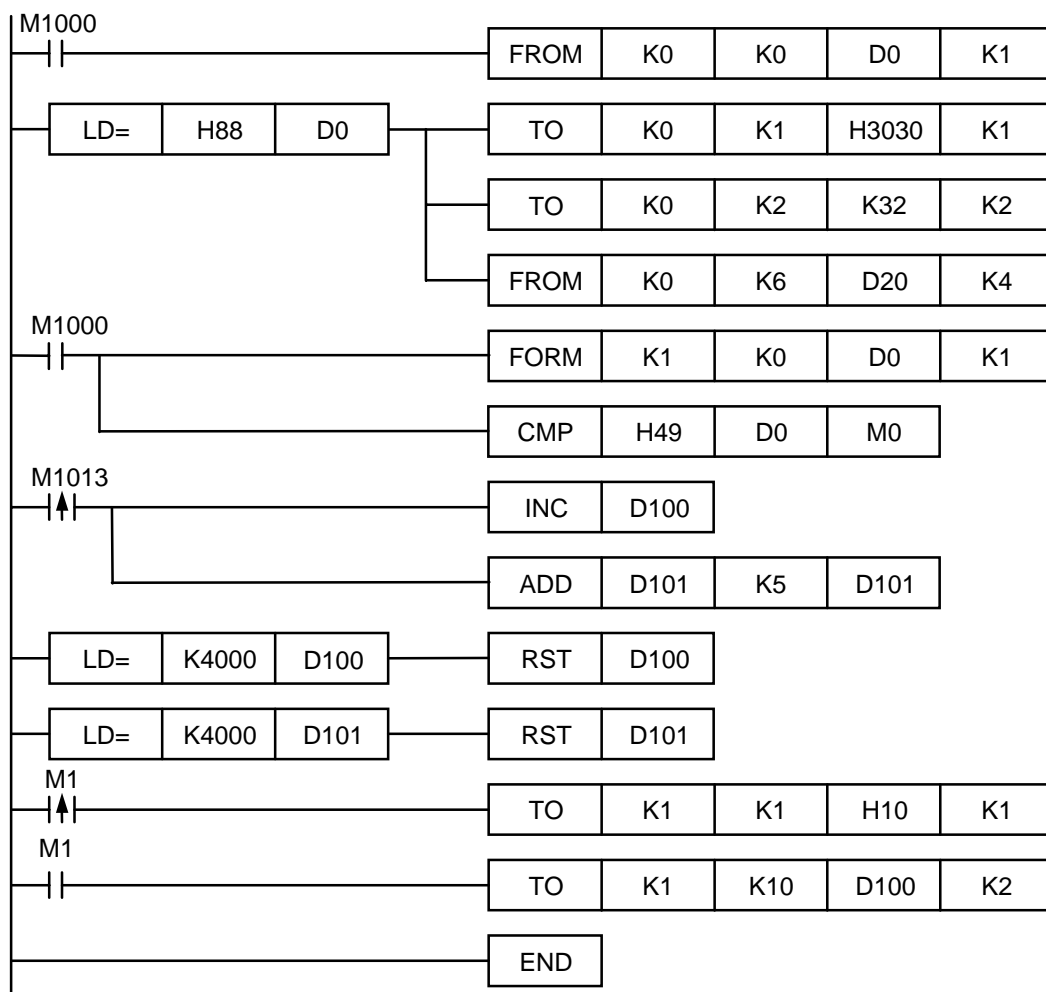 M1000
FROM K0 K0 D0 K1
LD= H88 D0 TO K0 K1 H3030 K1
TO K0 K2 K32 K2
FROM K0 K6 D20 K4
M1000
FORM K1 K0 D0 K1
CMP H49 D0 M0
M1013
INC D100
ADD D101 K5 D101
LD= K4000 D100 RST D100
LD= K4000 D101 RST D101
M1
TO K1 K1 H10 K1
M1
TO K1 K10 D100 K2
END